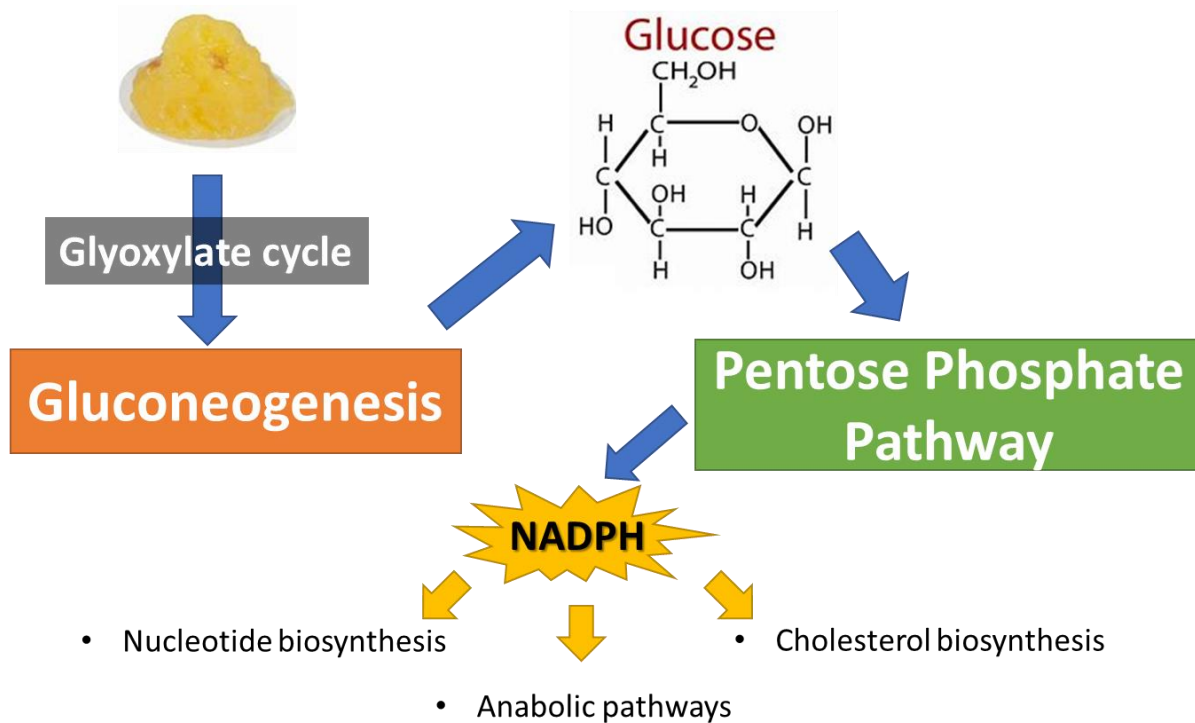 Glucose
CH₂OH
H
C
O
OH
H
C
OH
H
C
HO
C
C
H
H
OH
Glyoxylate cycle
Gluconeogenesis
Pentose Phosphate
Pathway
NADPH
• Nucleotide biosynthesis
• Cholesterol biosynthesis
• Anabolic pathways